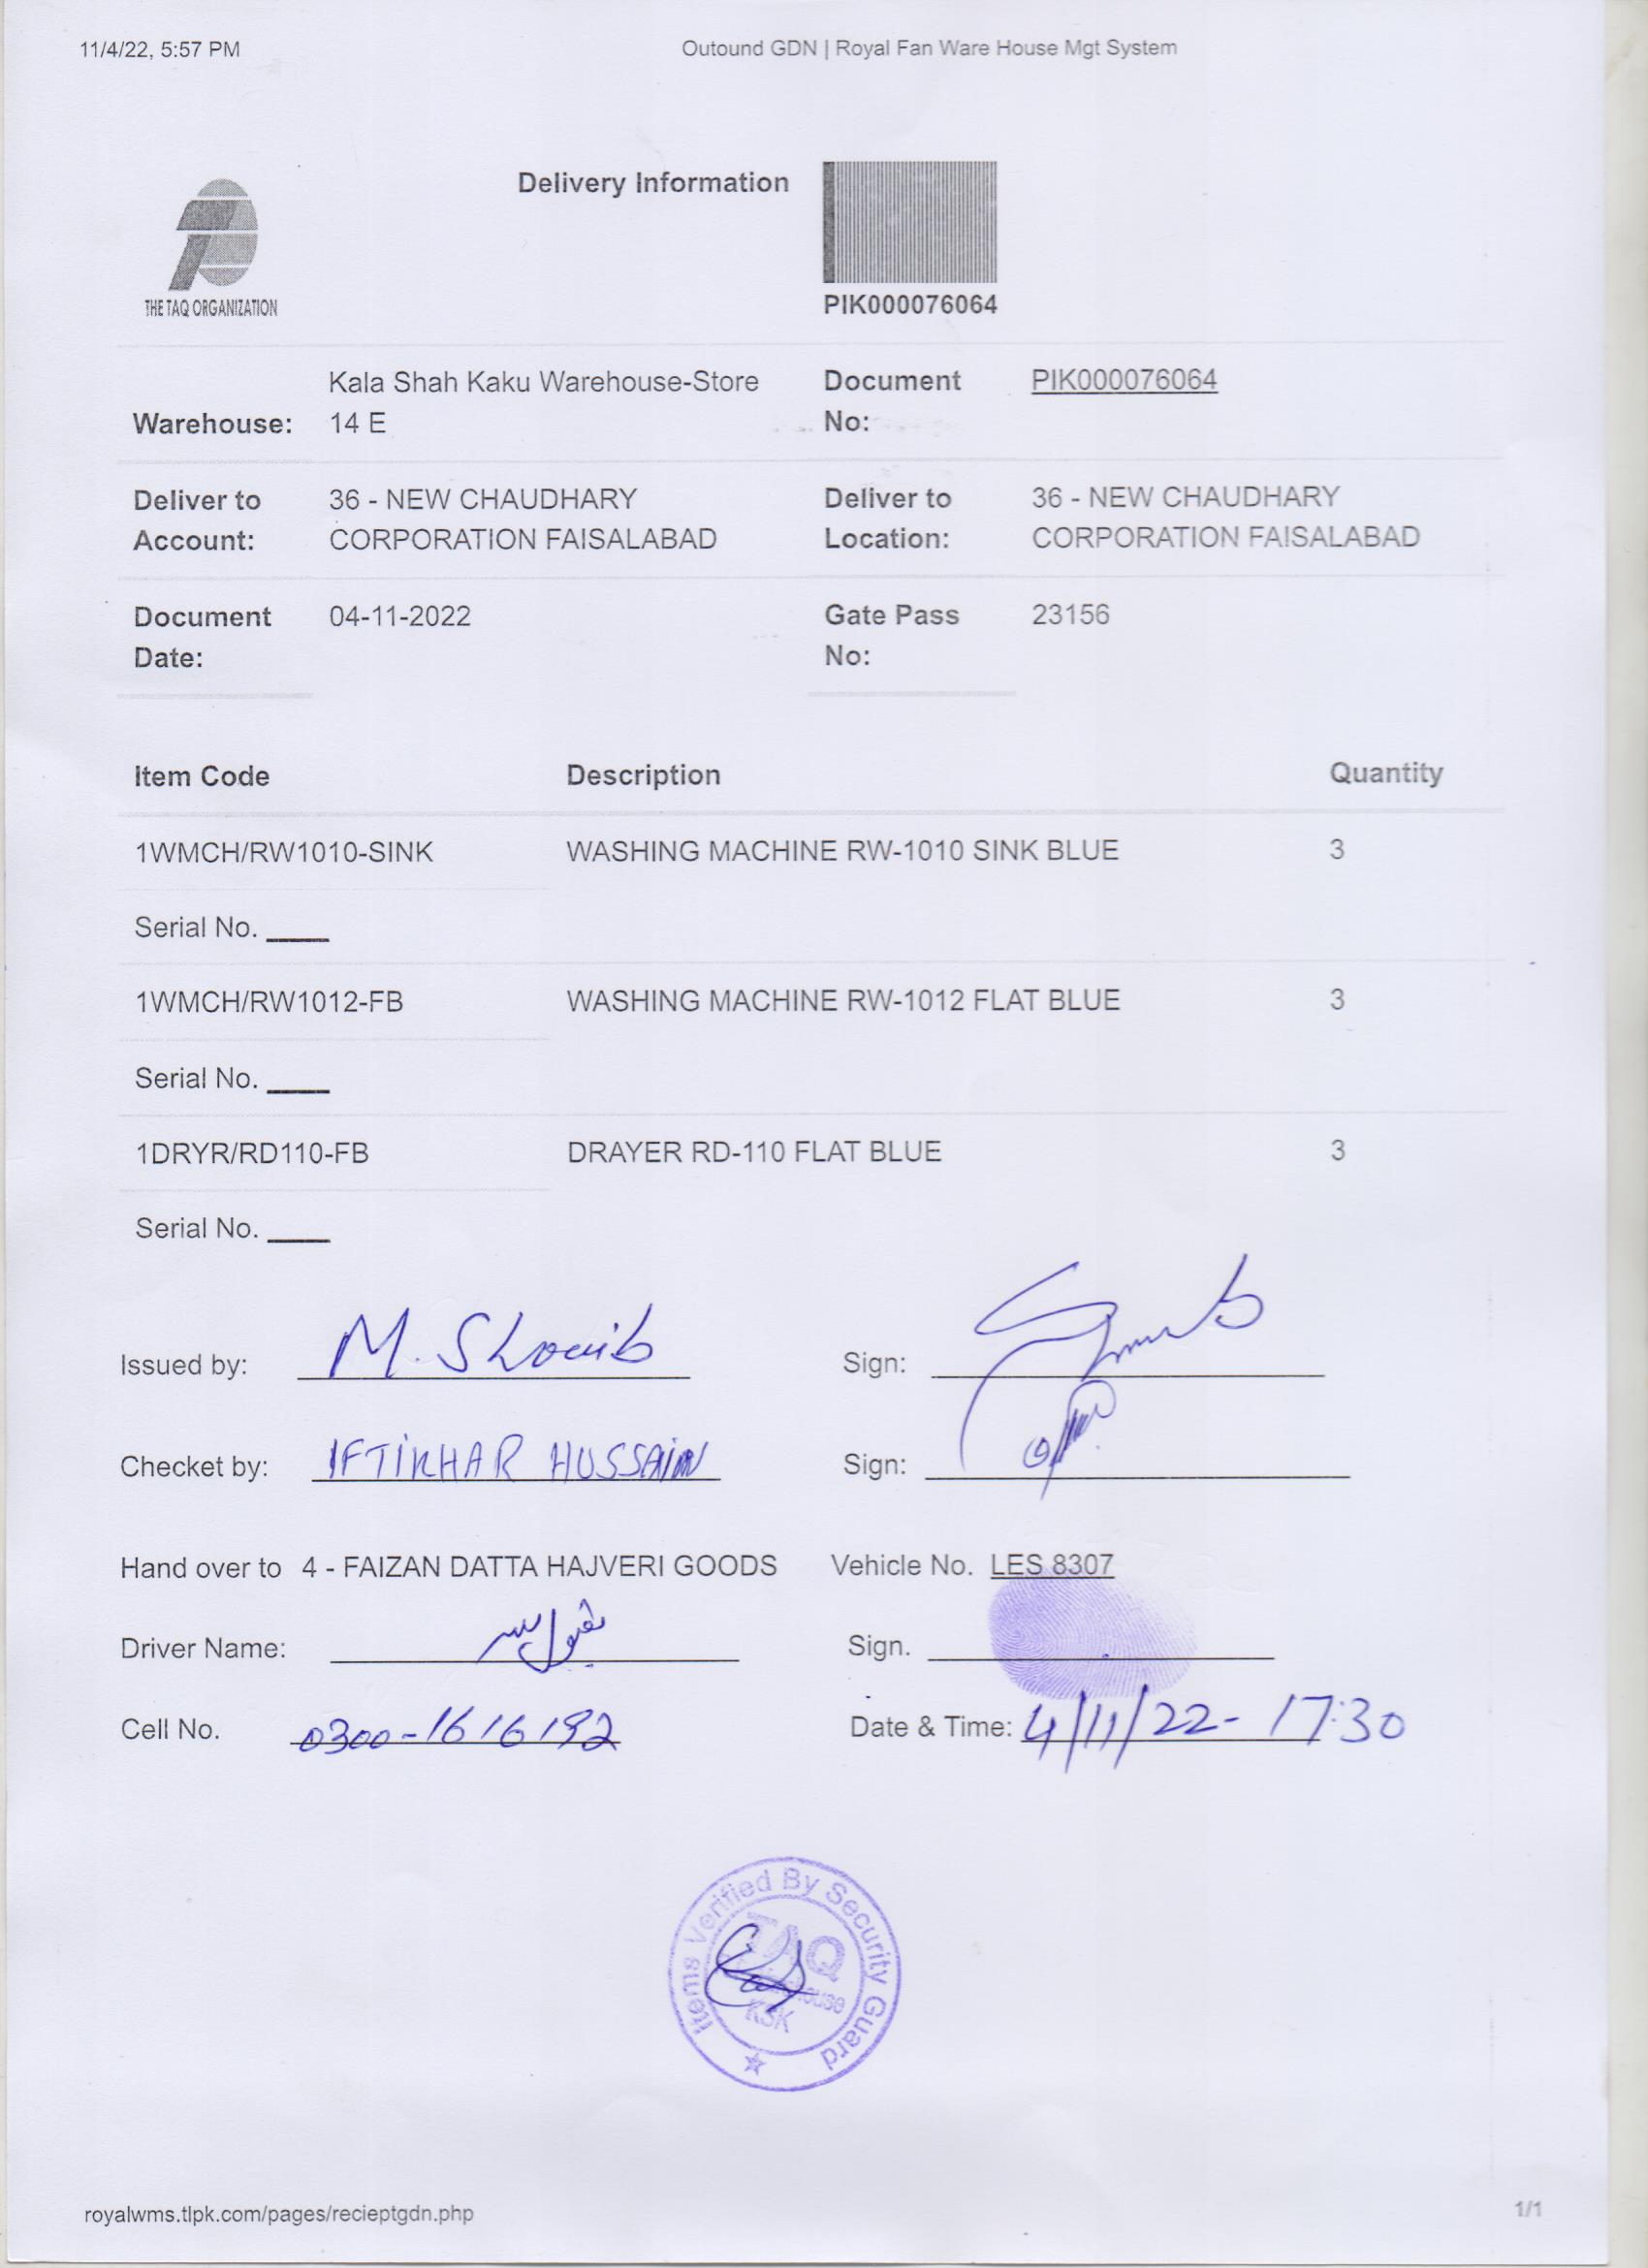 11/4/22, 5:57 PM Outound GDN | Royal Fan Ware House Mgt System
Delivery Information
THE TAQ ORGANIZATION
PIK000076064
Warehouse: Kala Shah Kaku Warehouse-Store 14 E Document No: PIK000076064
Deliver to Account: 36 - NEW CHAUDHARY CORPORATION FAISALABAD Deliver to Location: 36 - NEW CHAUDHARY CORPORATION FAISALABAD
Document Date: 04-11-2022 Gate Pass No: 23156
Item Code Description Quantity
1WMCH/RW1010-SINK WASHING MACHINE RW-1010 SINK BLUE 3
Serial No. ____
1WMCH/RW1012-FB WASHING MACHINE RW-1012 FLAT BLUE 3
Serial No. ____
1DRYR/RD110-FB DRAYER RD-110 FLAT BLUE 3
Serial No. ____
Issued by: M. Shouib Sign:
Checket by: IFTIKHAR HUSSAIN Sign:
Hand over to 4 - FAIZAN DATTA HAJVERI GOODS Vehicle No. LES 8307
Driver Name: Sign.
Cell No. 0300-1616192 Date & Time: 4/11/22- 17:30
Items Verified By Security Guard
TAQ
KSK
royalwms.tlpk.com/pages/recieptgdn.php 1/1